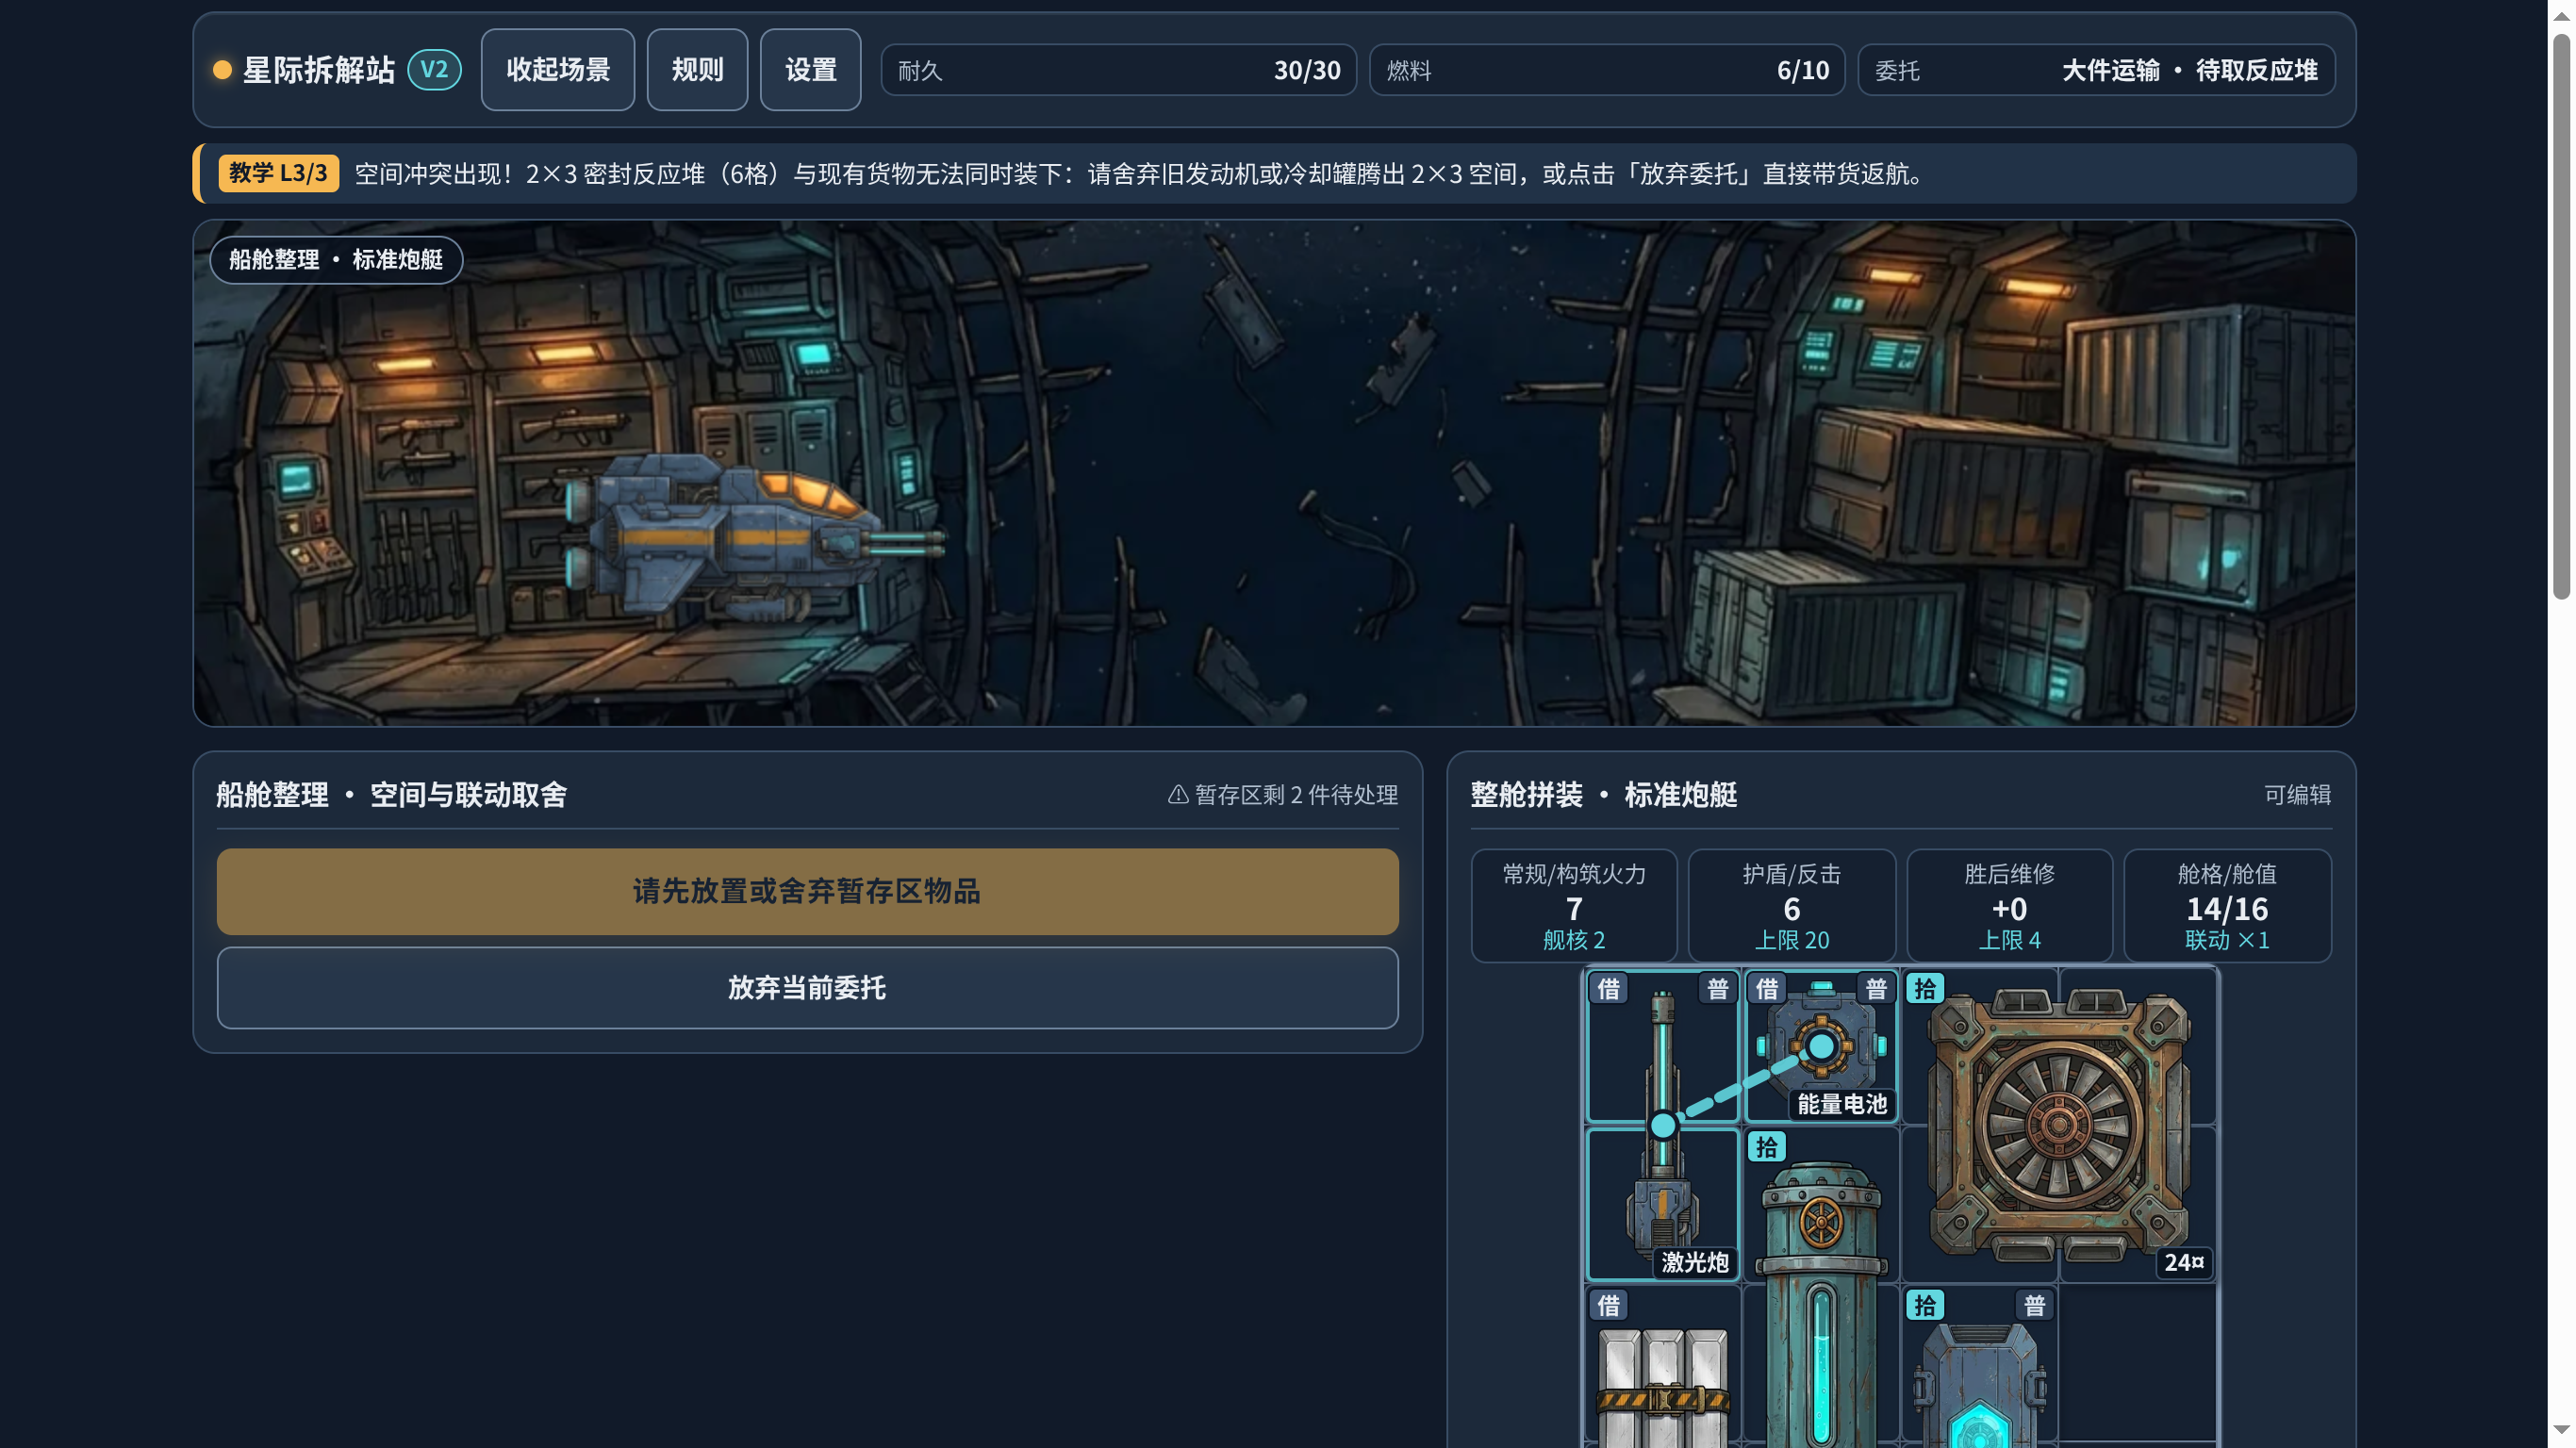 星际拆解站 V2 收起场景 规则 设置 耐久 30/30 燃料 6/10 委托 大件运输 · 待取反应堆
教学 L3/3 空间冲突出现！2×3 密封反应堆（6格）与现有货物无法同时装下：请舍弃旧发动机或冷却罐腾出 2×3 空间，或点击「放弃委托」直接带货返航。
船舱整理 · 标准炮艇
船舱整理 · 空间与联动取舍 ⚠ 暂存区剩 2 件待处理
请先放置或舍弃暂存区物品
放弃当前委托
整舱拼装 · 标准炮艇 可编辑
常规/构筑火力 护盾/反击 胜后维修 舱格/舱值
7 6 +0 14/16
舰核 2 上限 20 上限 4 联动 ×1
借 普 借 普 拾
能量电池
拾
激光炮 24¤
借 拾 普